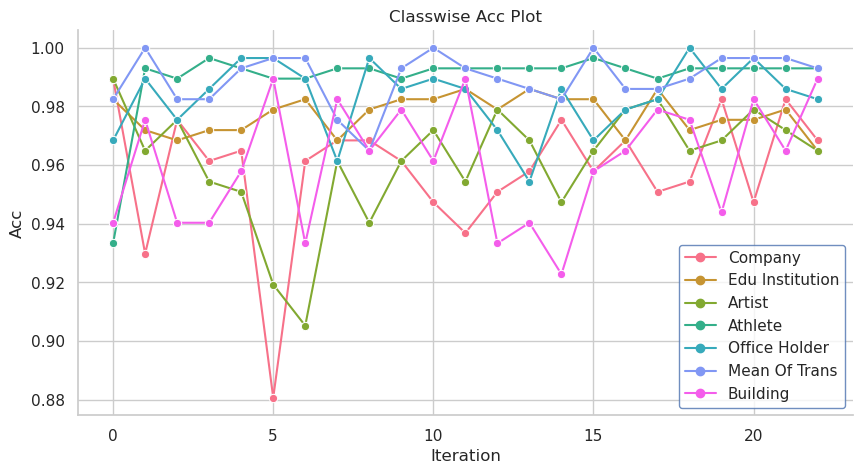 Classwise Acc Plot
1.00
0.98
0.96
0.94
0.92
0.90
0.88
Acc
0
5
10
15
20
Iteration
Company
Edu Institution
Artist
Athlete
Office Holder
Mean Of Trans
Building